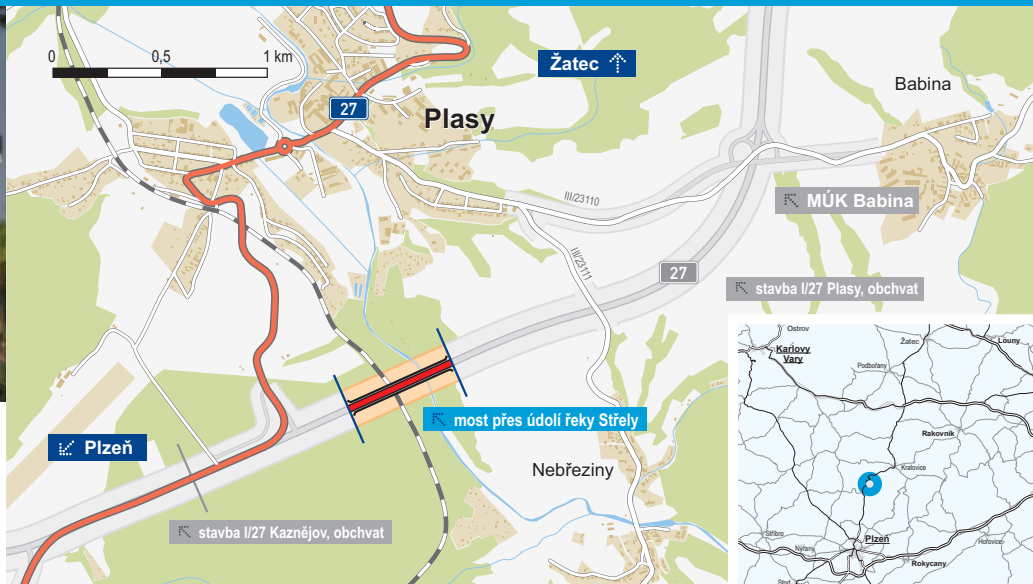 0 0,5 1 km
Žatec
Babina
27
Plasy
III/23110
MÚK Babina
III/23111
27
stavba I/27 Plasy, obchvat
most přes údolí řeky Střely
Plzeň
Nebřeziny
stavba I/27 Kaznějov, obchvat
Ostrov
Žatec
Louny
Karlovy
Vary
Podbořany
Rakovník
Kralovice
Stříbro
Plzeň
Nýřany
Hořovice
Rokycany
Stod